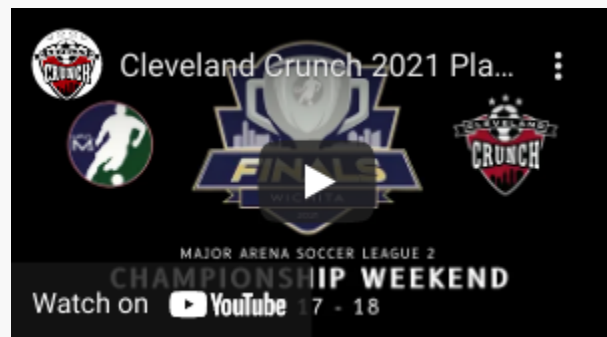 Cleveland Crunch 2021 Pla...
CRUNCH
CLEVELAND
CRUNCH
FINALS
WICHITA
MAJOR ARENA SOCCER LEAGUE 2
CHAMPIONSHIP WEEKEND
17 - 18
Watch on YouTube